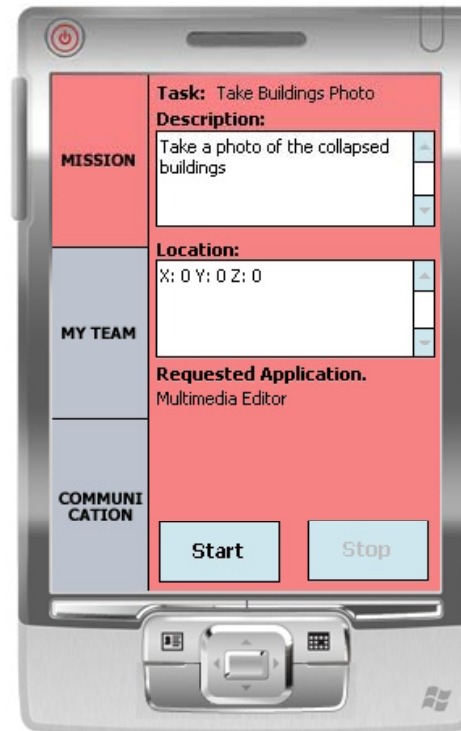 Task: Take Buildings Photo
Description:
Take a photo of the collapsed
buildings
MISSION
Location:
X: 0 Y: 0 Z: 0
MY TEAM
Requested Application.
Multimedia Editor
COMMUNI
CATION
Start
Stop